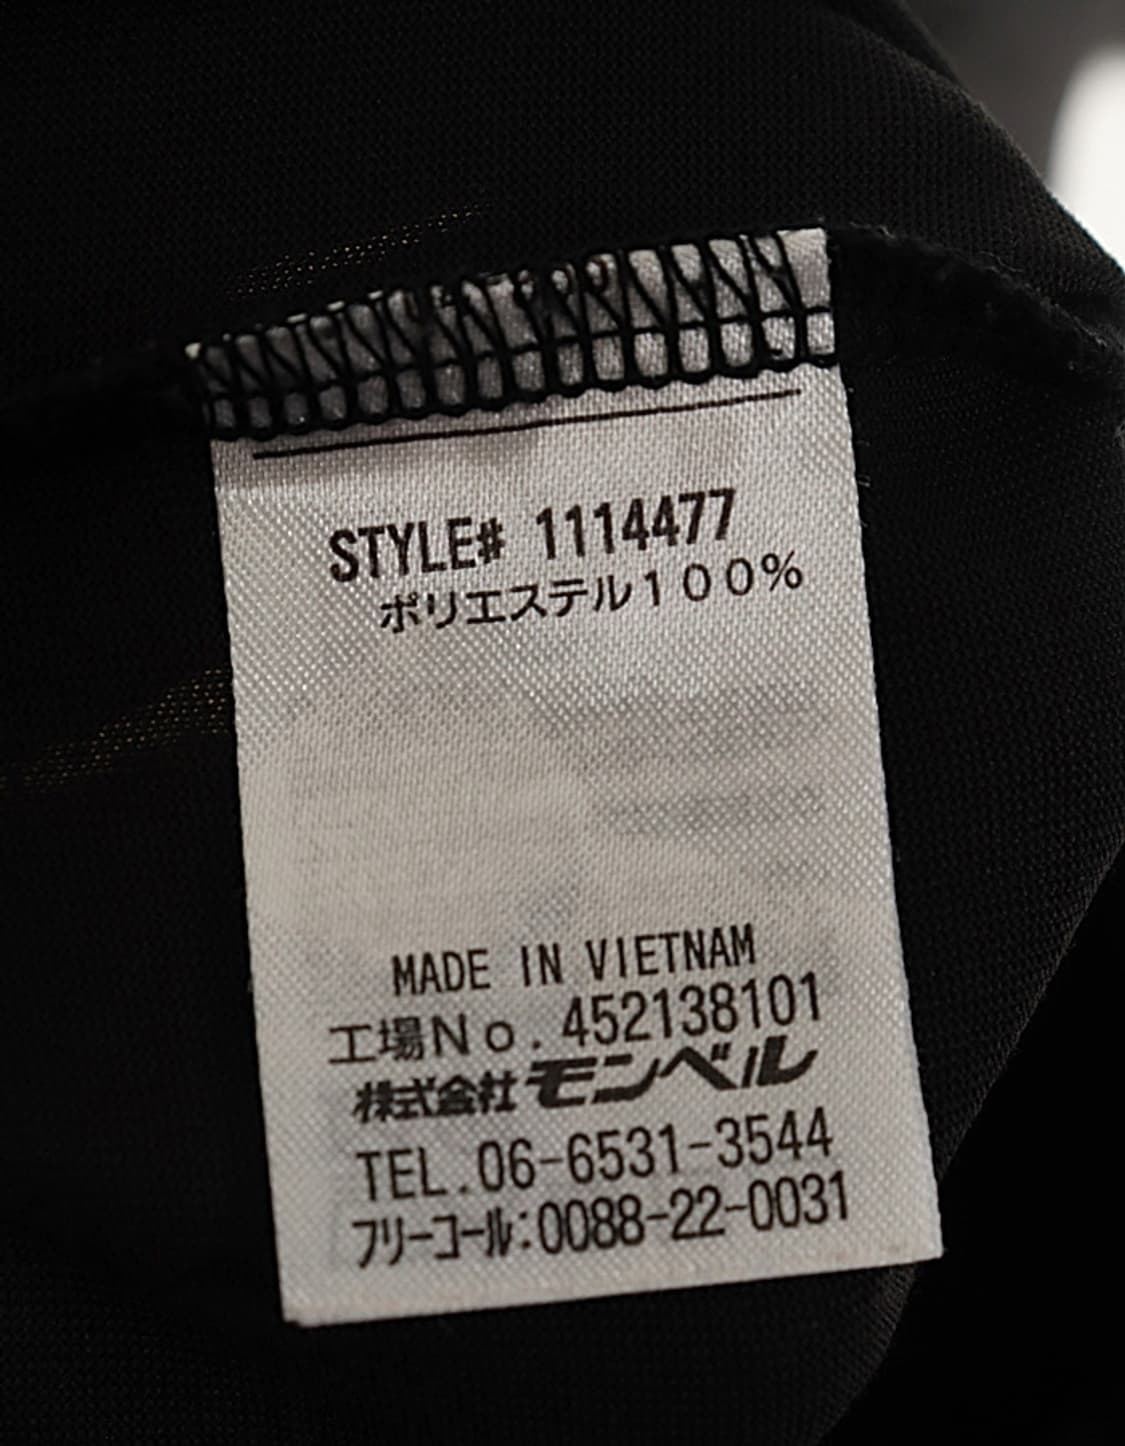 STYLE# 1114477
ポリエステル100%
MADE IN VIETNAM
工場No.452138101
株式会社モンベル
TEL.06-6531-3544
フリーコール:0088-22-0031